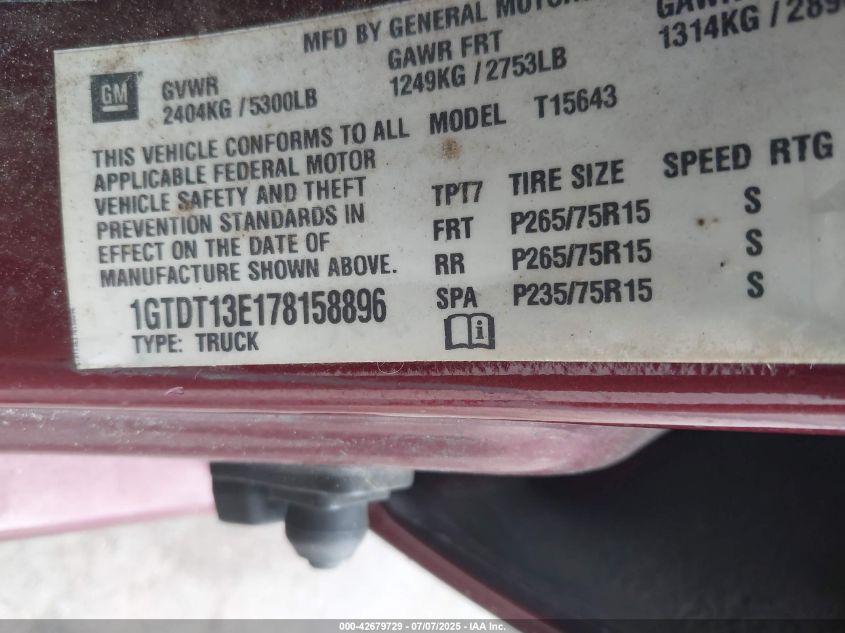 MFD BY GENERAL
GM
GVWR
2404KG / 5300LB
GAWR FRT
1249KG / 2753LB
1314KG /
THIS VEHICLE CONFORMS TO ALL
APPLICABLE FEDERAL MOTOR
VEHICLE SAFETY AND THEFT
PREVENTION STANDARDS IN
EFFECT ON THE DATE OF
MANUFACTURE SHOWN ABOVE.
1GTDT13E178158896
TYPE: TRUCK
MODEL T15643
TPT7 TIRE SIZE SPEED RTG
FRT P265/75R15 S
RR P265/75R15 S
SPA P235/75R15 S
i
000-42679729 - 07/07/2025 - IAA Inc.